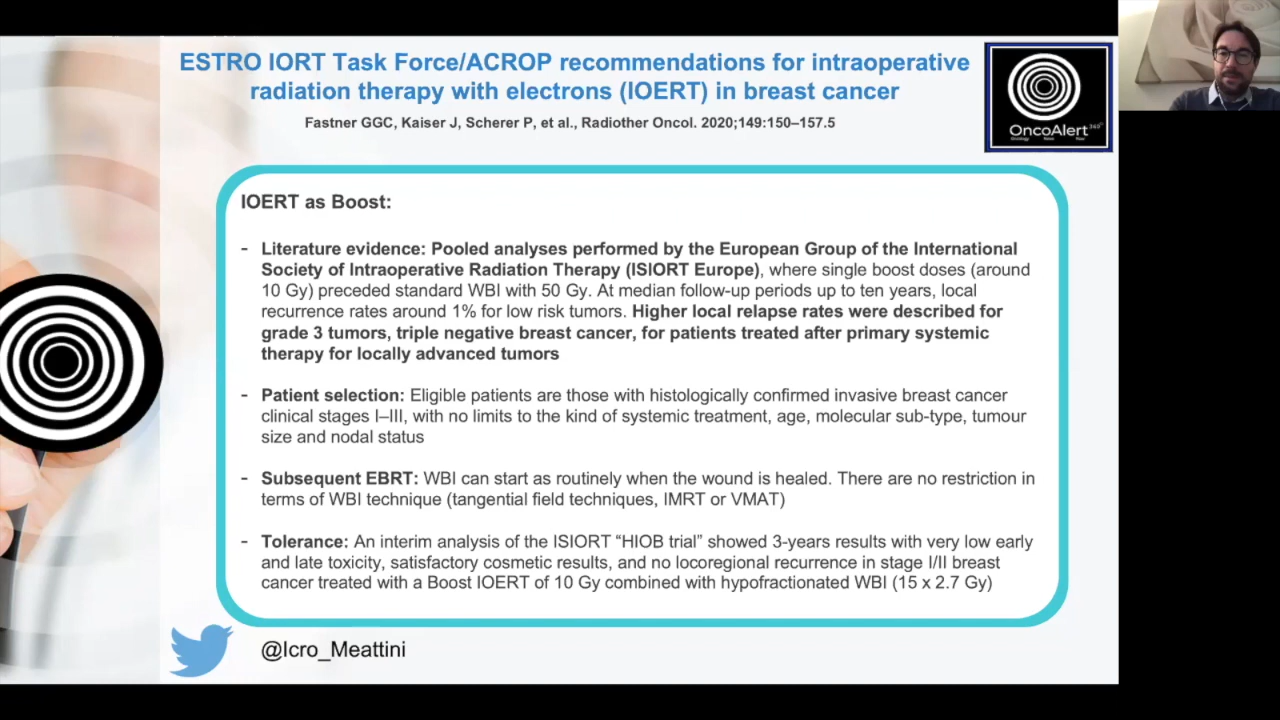 ESTRO IORT Task Force/ACROP recommendations for intraoperative
radiation therapy with electrons (IOERT) in breast cancer
Fastner GGC, Kaiser J, Scherer P, et al., Radiother Oncol. 2020;149:150–157.5
OncoAlert
IOERT as Boost:
- Literature evidence: Pooled analyses performed by the European Group of the International
Society of Intraoperative Radiation Therapy (ISIORT Europe), where single boost doses (around
10 Gy) preceded standard WBI with 50 Gy. At median follow-up periods up to ten years, local
recurrence rates around 1% for low risk tumors. Higher local relapse rates were described for
grade 3 tumors, triple negative breast cancer, for patients treated after primary systemic
therapy for locally advanced tumors
- Patient selection: Eligible patients are those with histologically confirmed invasive breast cancer
clinical stages I–III, with no limits to the kind of systemic treatment, age, molecular sub-type, tumour
size and nodal status
- Subsequent EBRT: WBI can start as routinely when the wound is healed. There are no restriction in
terms of WBI technique (tangential field techniques, IMRT or VMAT)
- Tolerance: An interim analysis of the ISIORT “HIOB trial” showed 3-years results with very low early
and late toxicity, satisfactory cosmetic results, and no locoregional recurrence in stage I/II breast
cancer treated with a Boost IOERT of 10 Gy combined with hypofractionated WBI (15 x 2.7 Gy)
@Icro_Meattini